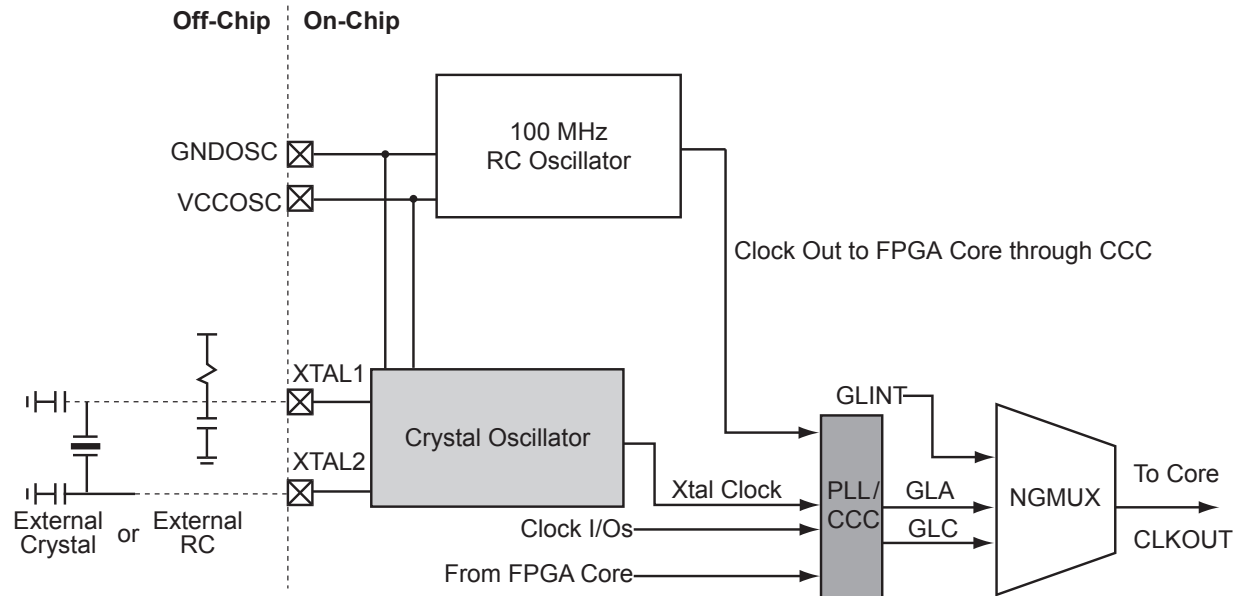 Off-Chip
On-Chip
100 MHz
RC Oscillator
GNDOSC
VCCOSC
Clock Out to FPGA Core through CCC
XTAL1
Crystal Oscillator
XTAL2
External
Crystal
or
External
RC
GLINT
Xtal Clock
Clock I/Os
From FPGA Core
PLL/
CCC
GLA
GLC
NGMUX
To Core
CLKOUT